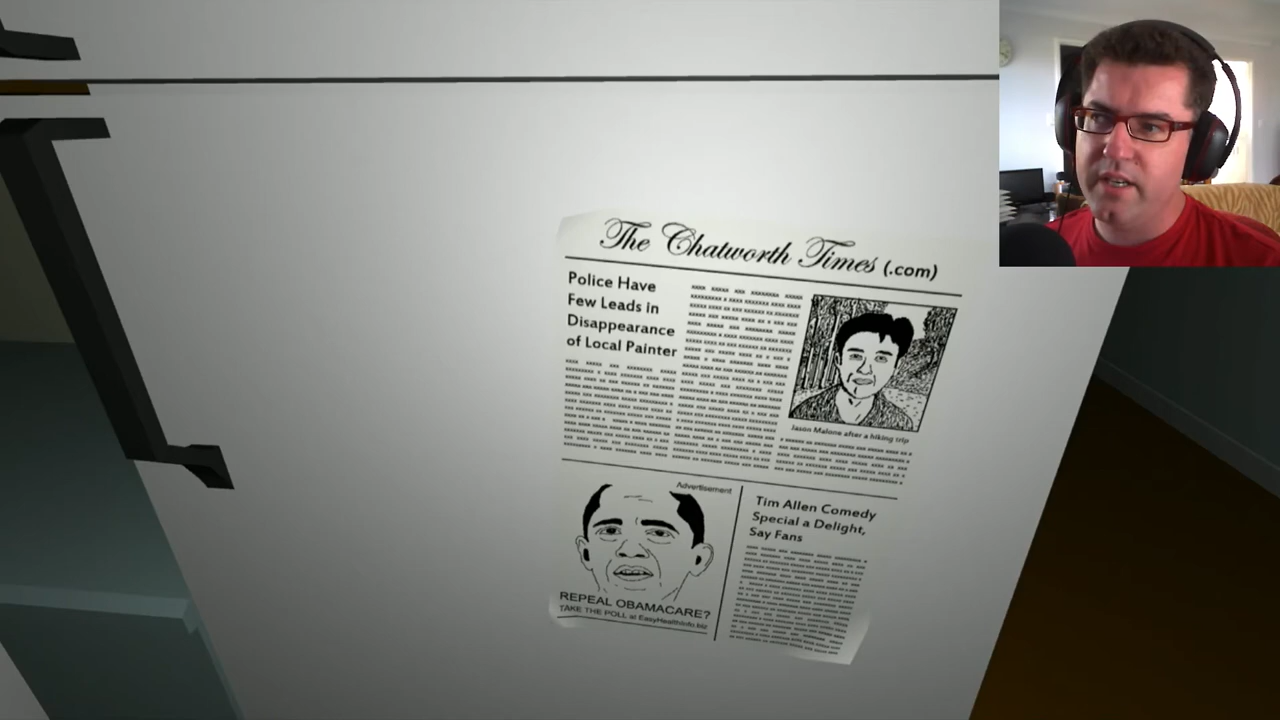 The Chatworth Times (.com)
Police Have
Few Leads in
Disappearance
of Local Painter
Jason Malone after a hiking trip
Advertisement
REPEAL OBAMACARE?
TAKE THE POLL at EasyHealthInfo.biz
Tim Allen Comedy
Special a Delight,
Say Fans